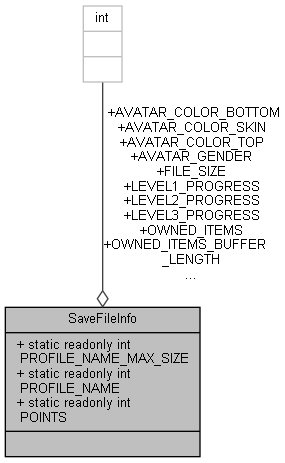 int
+AVATAR_COLOR_BOTTOM
+AVATAR_COLOR_SKIN
+AVATAR_COLOR_TOP
+AVATAR_GENDER
+FILE_SIZE
+LEVEL1_PROGRESS
+LEVEL2_PROGRESS
+LEVEL3_PROGRESS
+OWNED_ITEMS
+OWNED_ITEMS_BUFFER
_LENGTH
...
SaveFileInfo
+ static readonly int
PROFILE_NAME_MAX_SIZE
+ static readonly int
PROFILE_NAME
+ static readonly int
POINTS